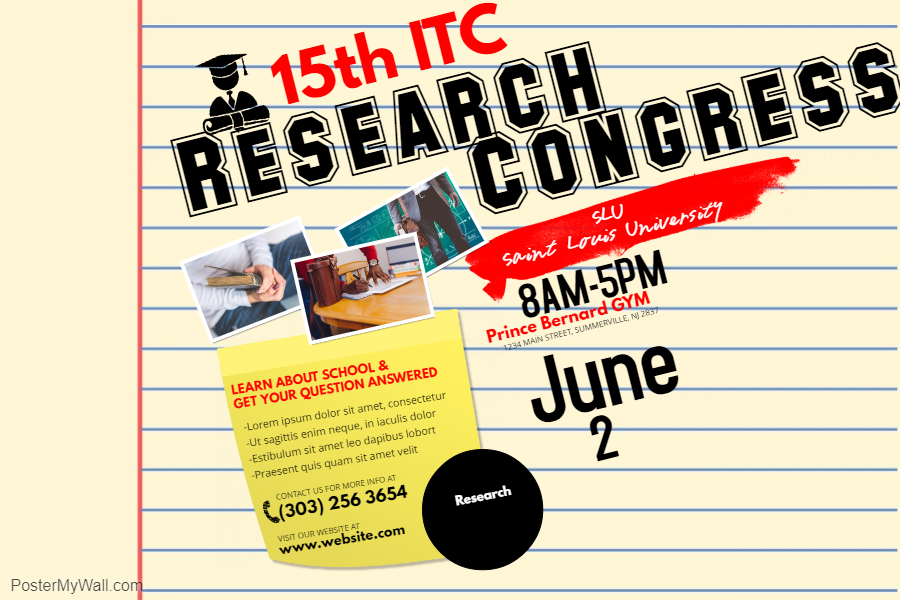 15th ITC
RESEARCH
CONGRESS
SLU
saint Louis University
8AM-5PM
Prince Bernard GYM
1234 MAIN STREET, SUMMERVILLE, NJ 2837
June
2
LEARN ABOUT SCHOOL &
GET YOUR QUESTION ANSWERED
-Lorem ipsum dolor sit amet, consectetur
-Ut sagittis enim neque, in iaculis dolor
-Estibulum sit amet leo dapibus lobort
-Praesent quis quam sit amet velit
CONTACT US FOR MORE INFO AT
(303) 256 3654
VISIT OUR WEBSITE AT
www.website.com
Research
PosterMyWall.com